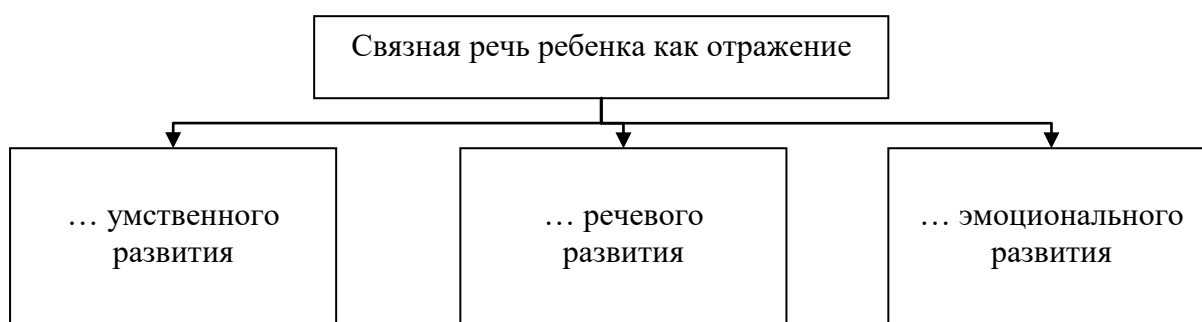 Связная речь ребенка как отражение
… умственного
развития
… речевого
развития
… эмоционального
развития